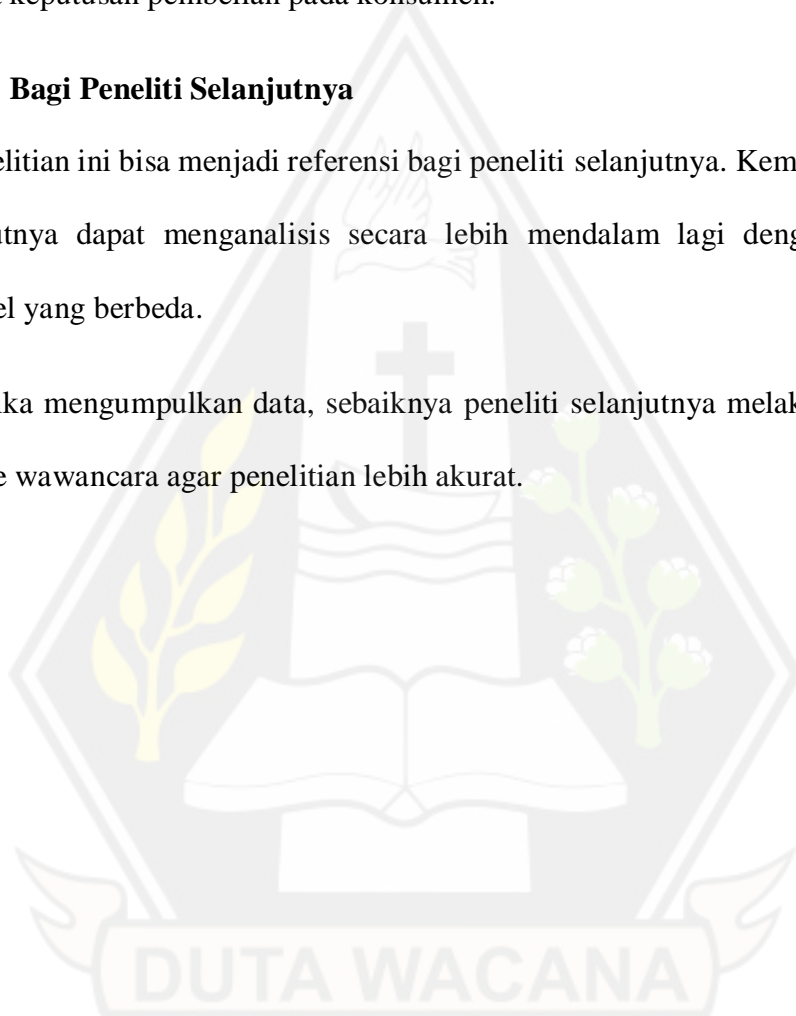 keputusan pembelian pada konsumen.
Bagi Peneliti Selanjutnya
elitian ini bisa menjadi referensi bagi peneliti selanjutnya. Kem
utnya dapat menganalisis secara lebih mendalam lagi deng
el yang berbeda.
ika mengumpulkan data, sebaiknya peneliti selanjutnya melak
e wawancara agar penelitian lebih akurat.
DUTA WACANA